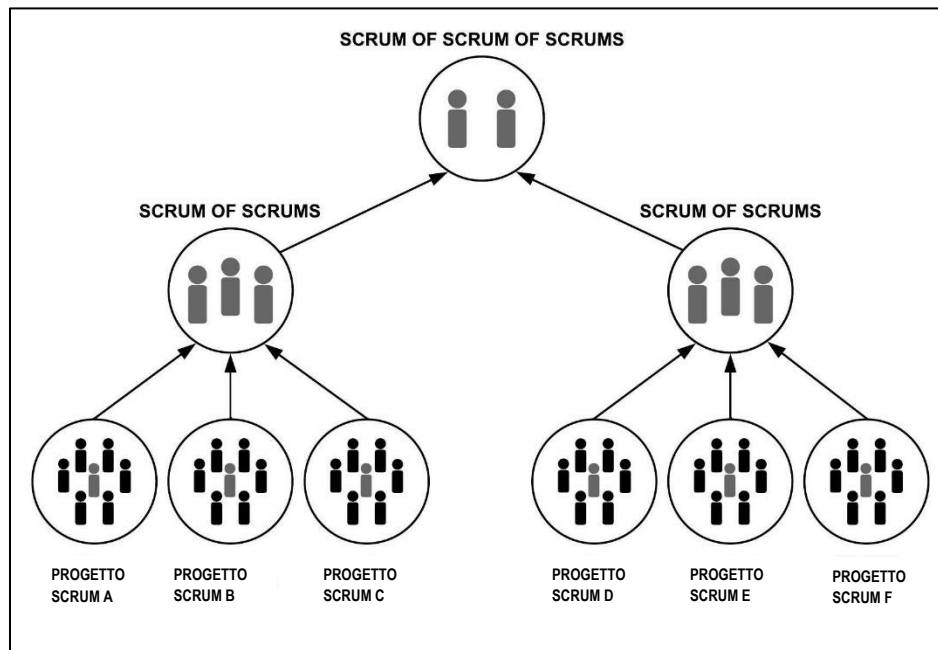 SCRUM OF SCRUM OF SCRUMS
SCRUM OF SCRUMS
SCRUM OF SCRUMS
PROGETTO
SCRUM A
PROGETTO
SCRUM B
PROGETTO
SCRUM C
PROGETTO
SCRUM D
PROGETTO
SCRUM E
PROGETTO
SCRUM F